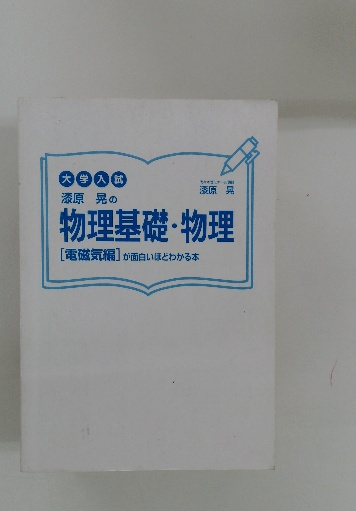 大学入試
漆原 晃の
漆原 晃
物理基礎・物理
[電磁気編]が面白いほどわかる本